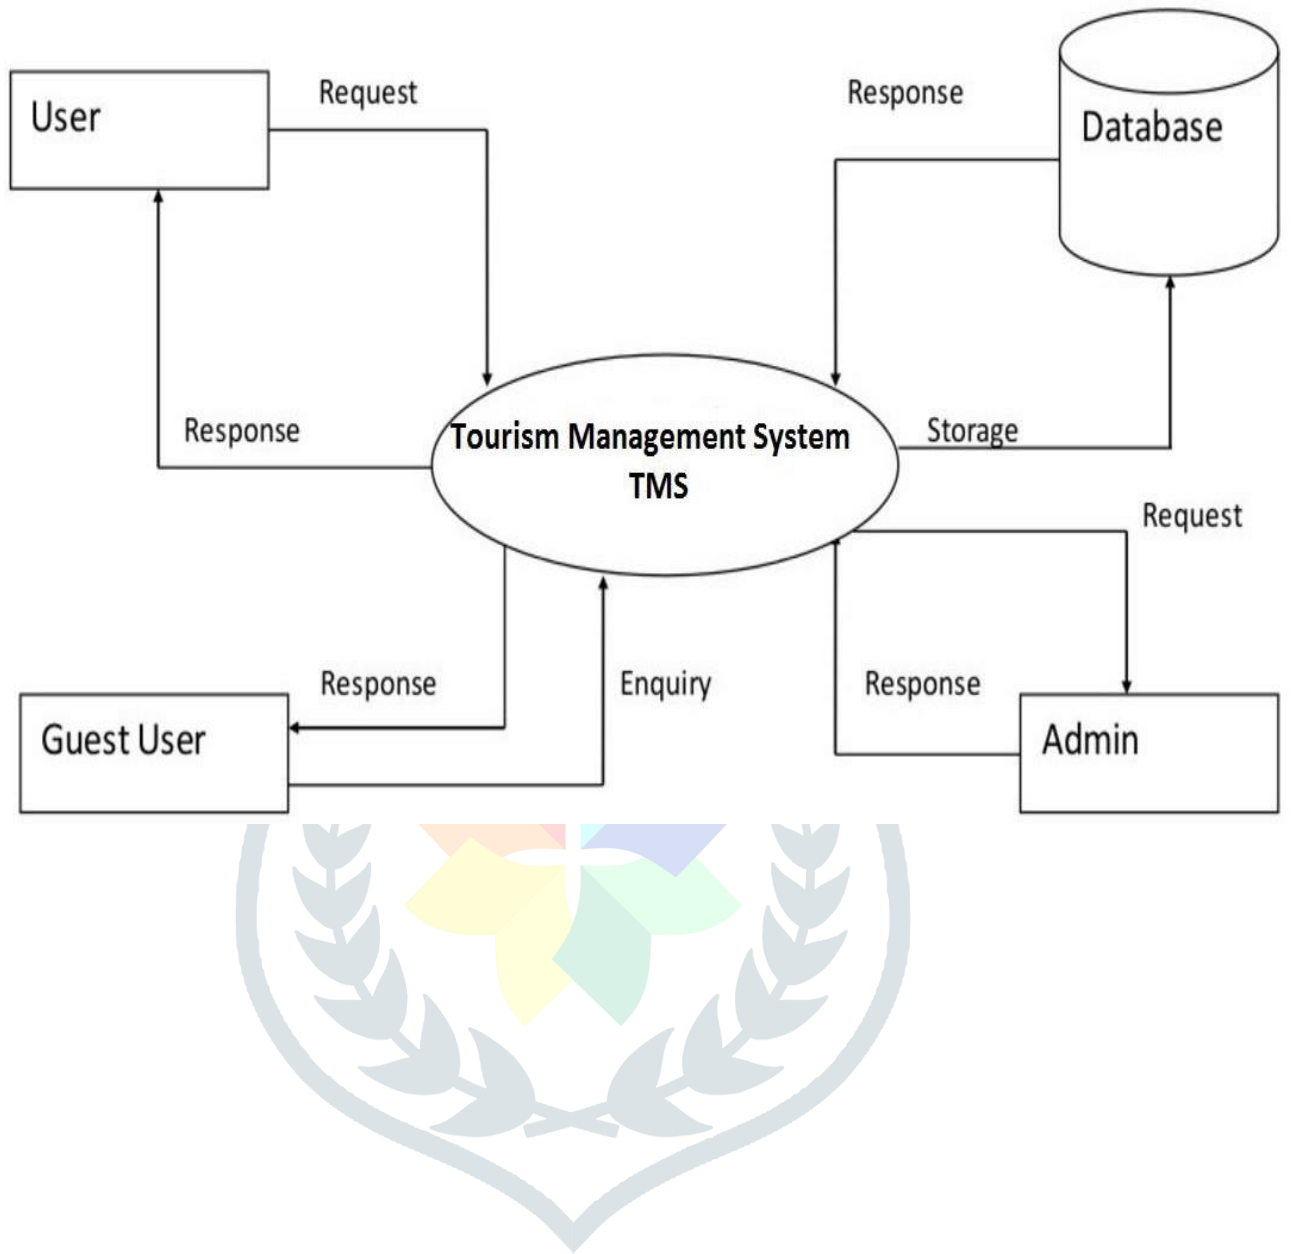 User
Request
Response
Database
Response
Tourism Management System
TMS
Storage
Request
Response
Enquiry
Response
Guest User
Admin